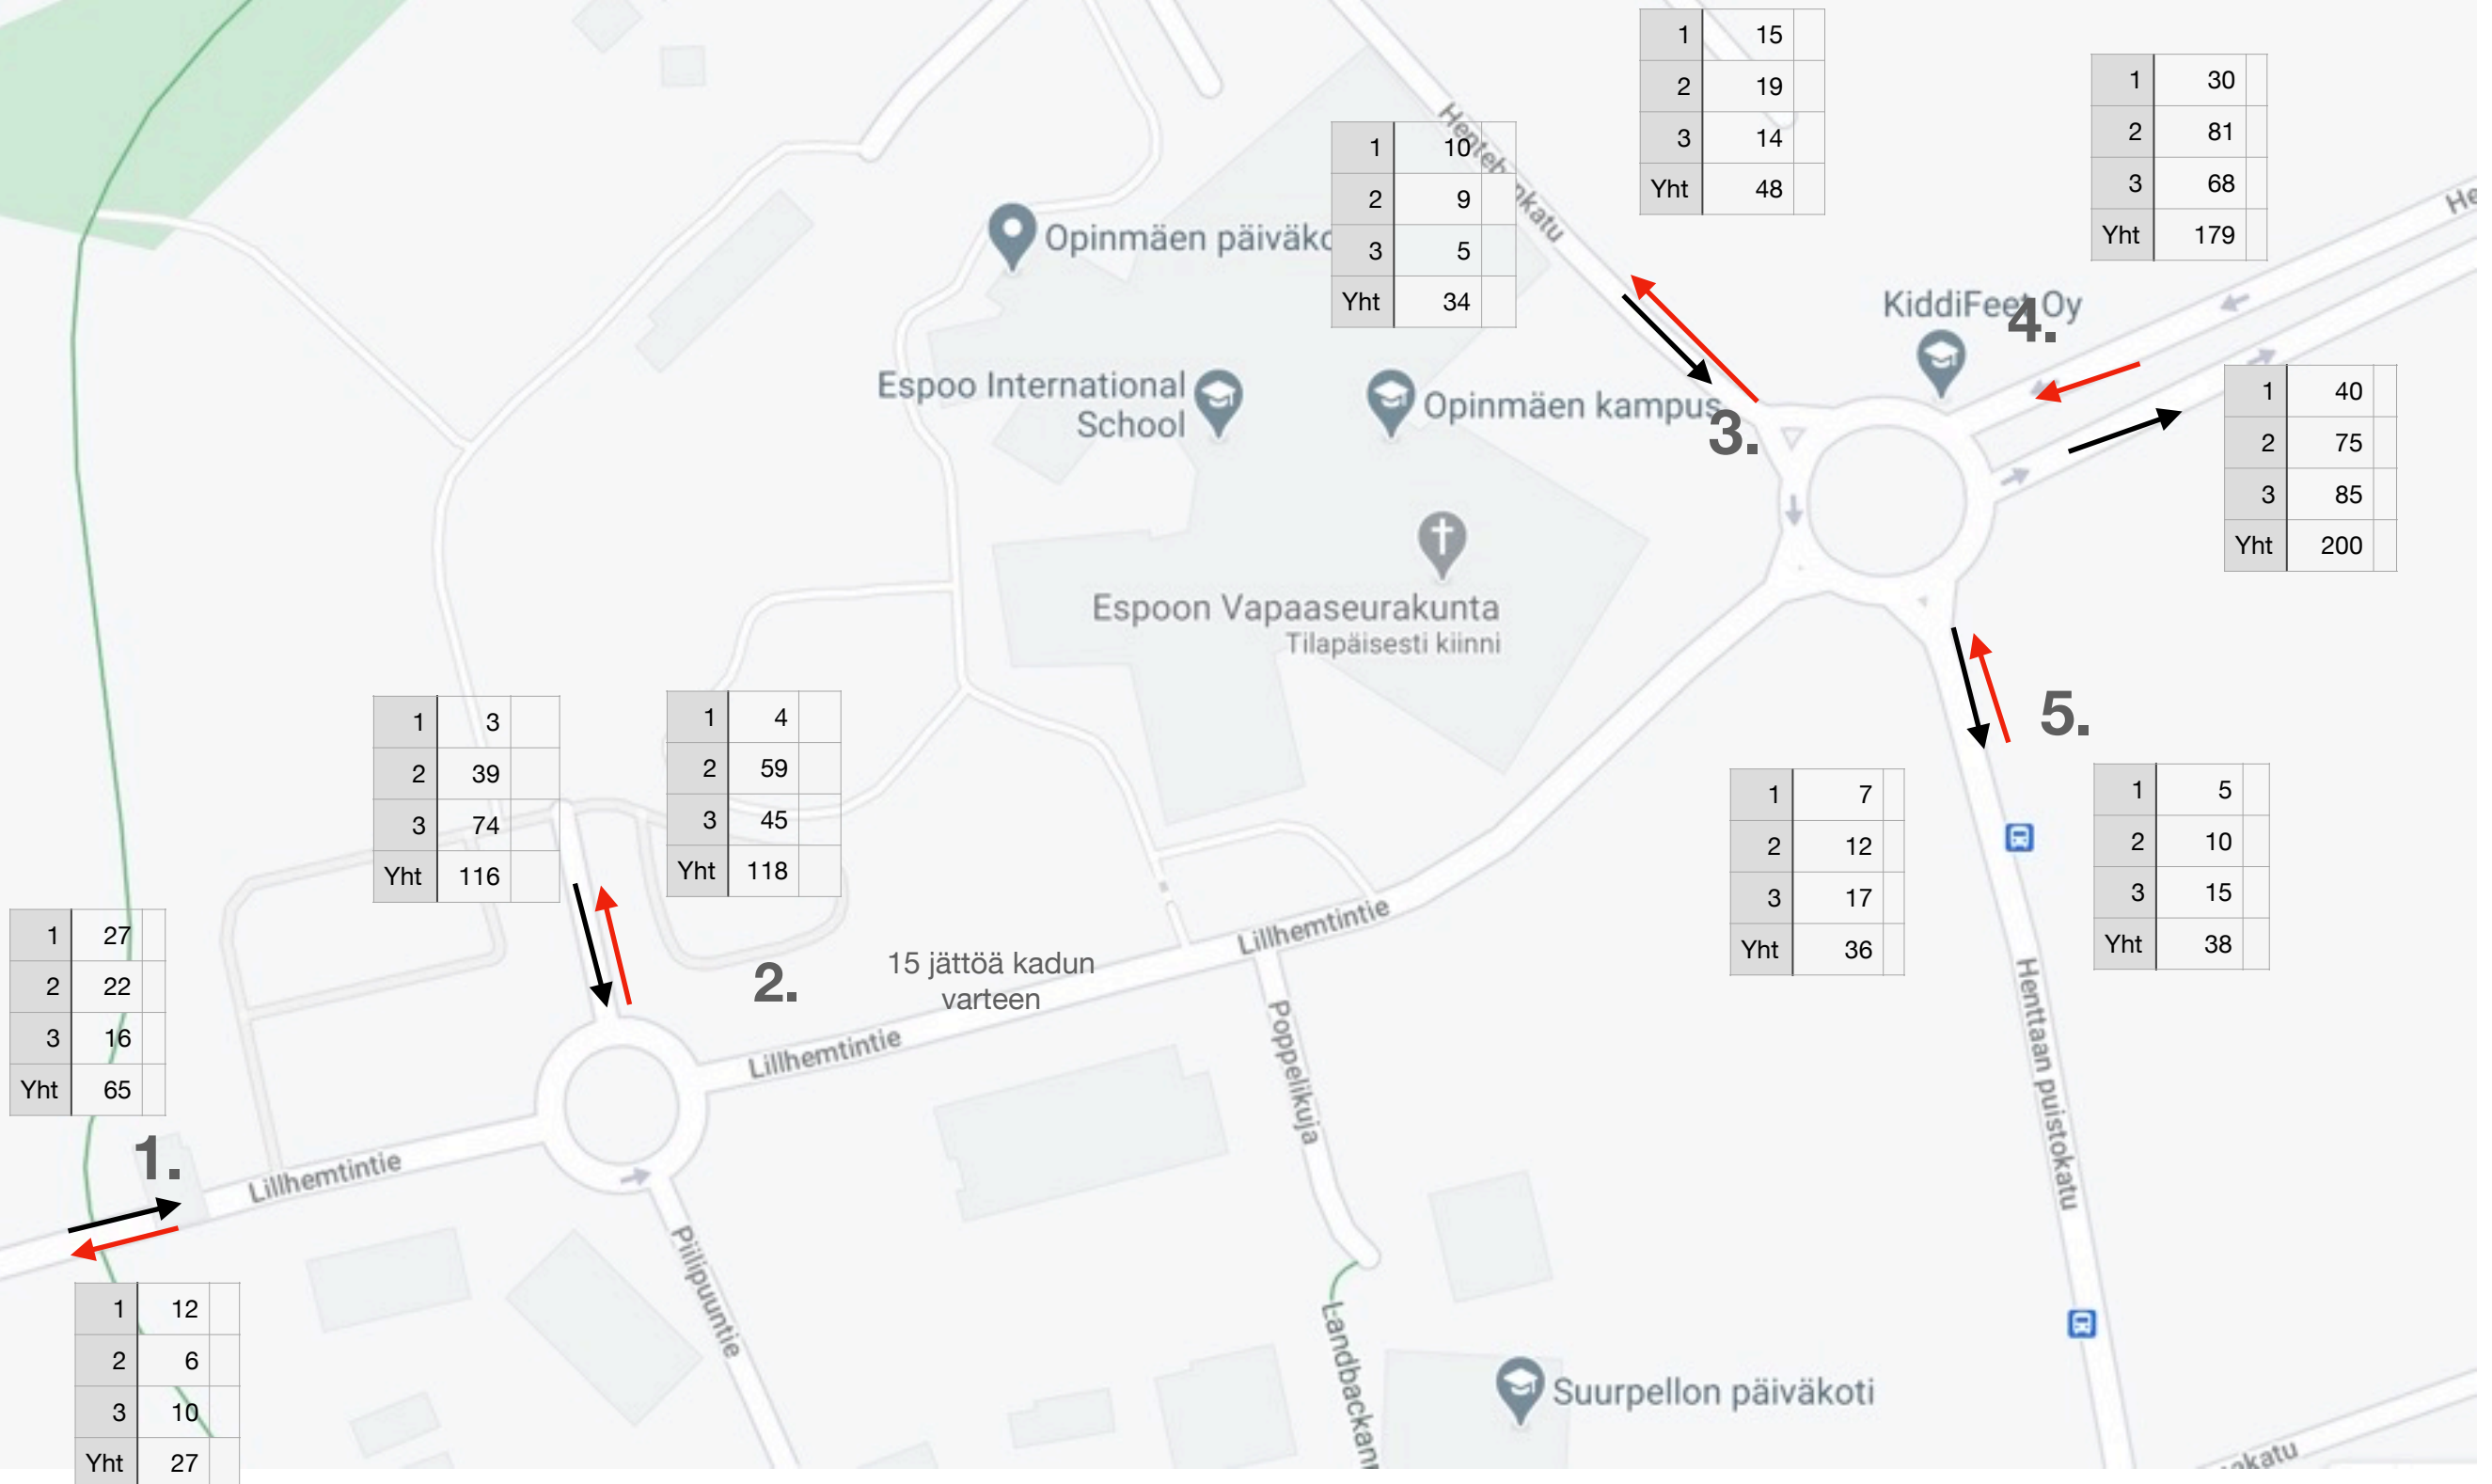 1 15
2 19
3 14
Yht 48
1 30
2 81
3 68
Yht 179
1 10
2 9
3 5
Yht 34
Opinmäen päiväko
KiddiFeet Oy
4.
Espoo International
School
Opinmäen kampus
3.
1 40
2 75
3 85
Yht 200
Espoon Vapaaseurakunta
Tilapäisesti kiinni
5.
1 3
2 39
3 74
Yht 116
1 4
2 59
3 45
Yht 118
1 7
2 12
3 17
Yht 36
1 5
2 10
3 15
Yht 38
1 27
2 22
3 16
Yht 65
2.
15 jättöä kadun
varteen
Lillhemtintie
Lillhemtintie
Poppelikuja
Henttaan puistokatu
1.
Lillhemtintie
Piilipuuntie
1 12
2 6
3 10
Yht 27
Suurpellon päiväkoti